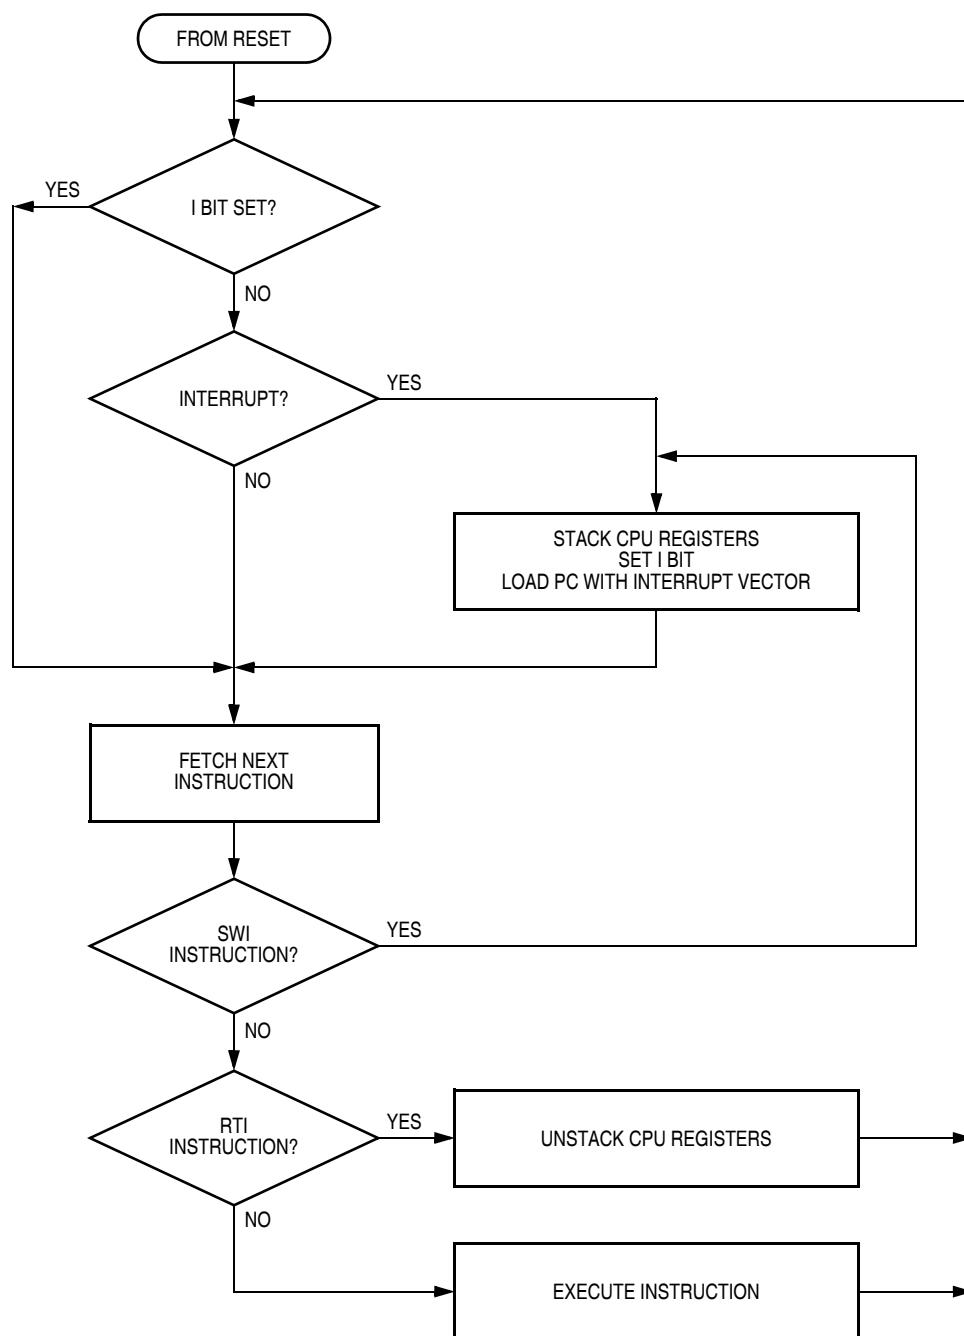 FROM RESET
YES
I BIT SET?
NO
INTERRUPT?
YES
NO
STACK CPU REGISTERS
SET I BIT
LOAD PC WITH INTERRUPT VECTOR
FETCH NEXT
INSTRUCTION
SWI
INSTRUCTION?
YES
NO
RTI
INSTRUCTION?
YES
UNSTACK CPU REGISTERS
NO
EXECUTE INSTRUCTION